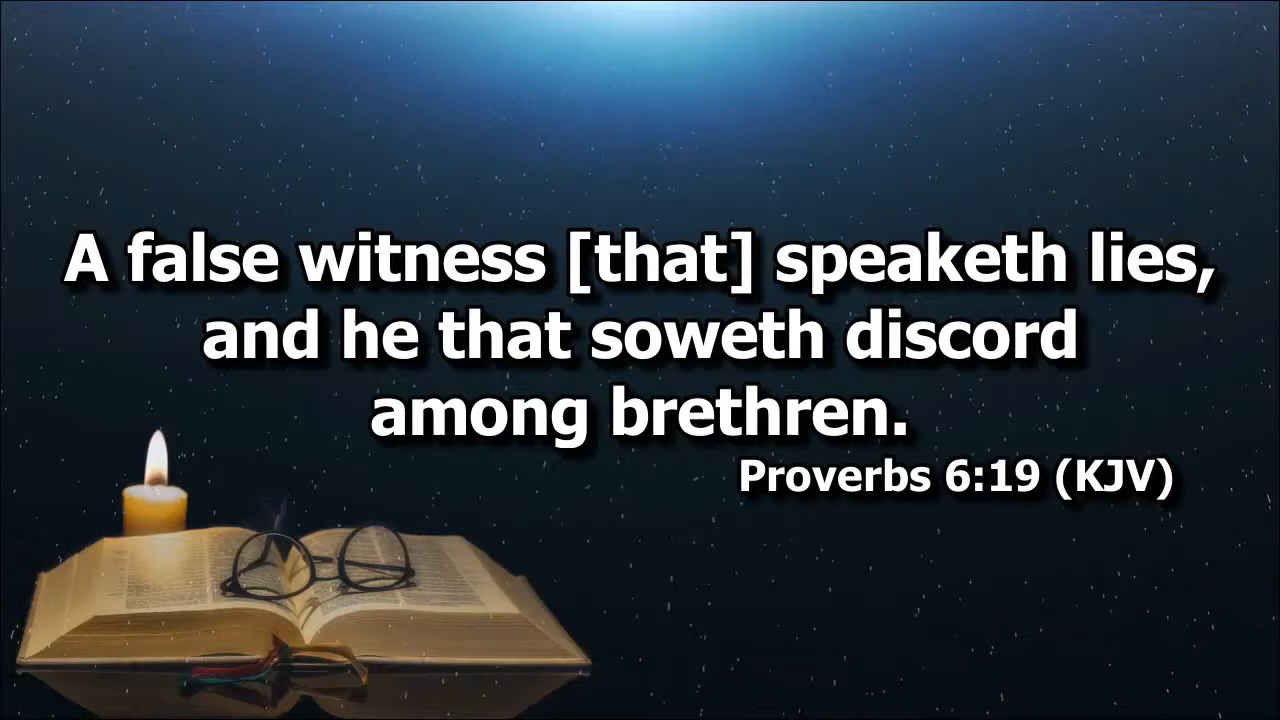 A false witness [that] speaketh lies,
and he that soweth discord
among brethren.
Proverbs 6:19 (KJV)